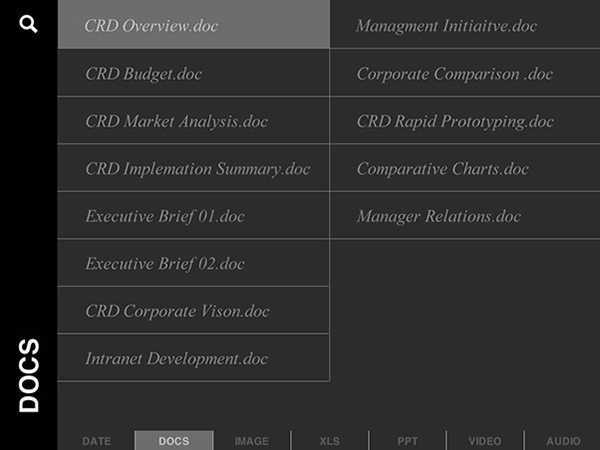 CRD Overview.doc
CRD Budget.doc
CRD Market Analysis.doc
CRD Implemation Summary.doc
Executive Brief 01.doc
Executive Brief 02.doc
CRD Corporate Vison.doc
Intranet Development.doc
Managment Initiaitve.doc
Corporate Comparison .doc
CRD Rapid Prototyping.doc
Comparative Charts.doc
Manager Relations.doc
DOCS
DATE DOCS IMAGE XLS PPT VIDEO AUDIO